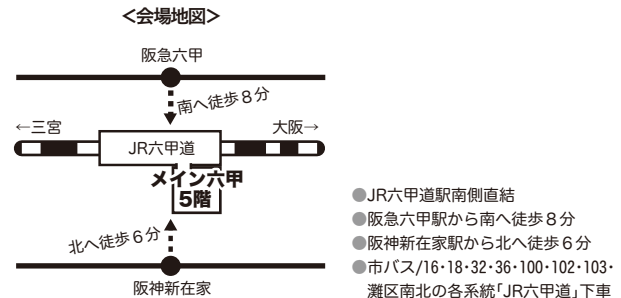 <会場地図>
阪急六甲
南へ徒歩8分
←三宮
大阪→
JR六甲道
メイン六甲
5階
北へ徒歩6分
阪神新在家
●JR六甲道駅南側直結
●阪急六甲駅から南へ徒歩8分
●阪神新在家駅から北へ徒歩6分
●市バス/16・18・32・36・100・102・103・
灘区南北の各系統「JR六甲道」下車